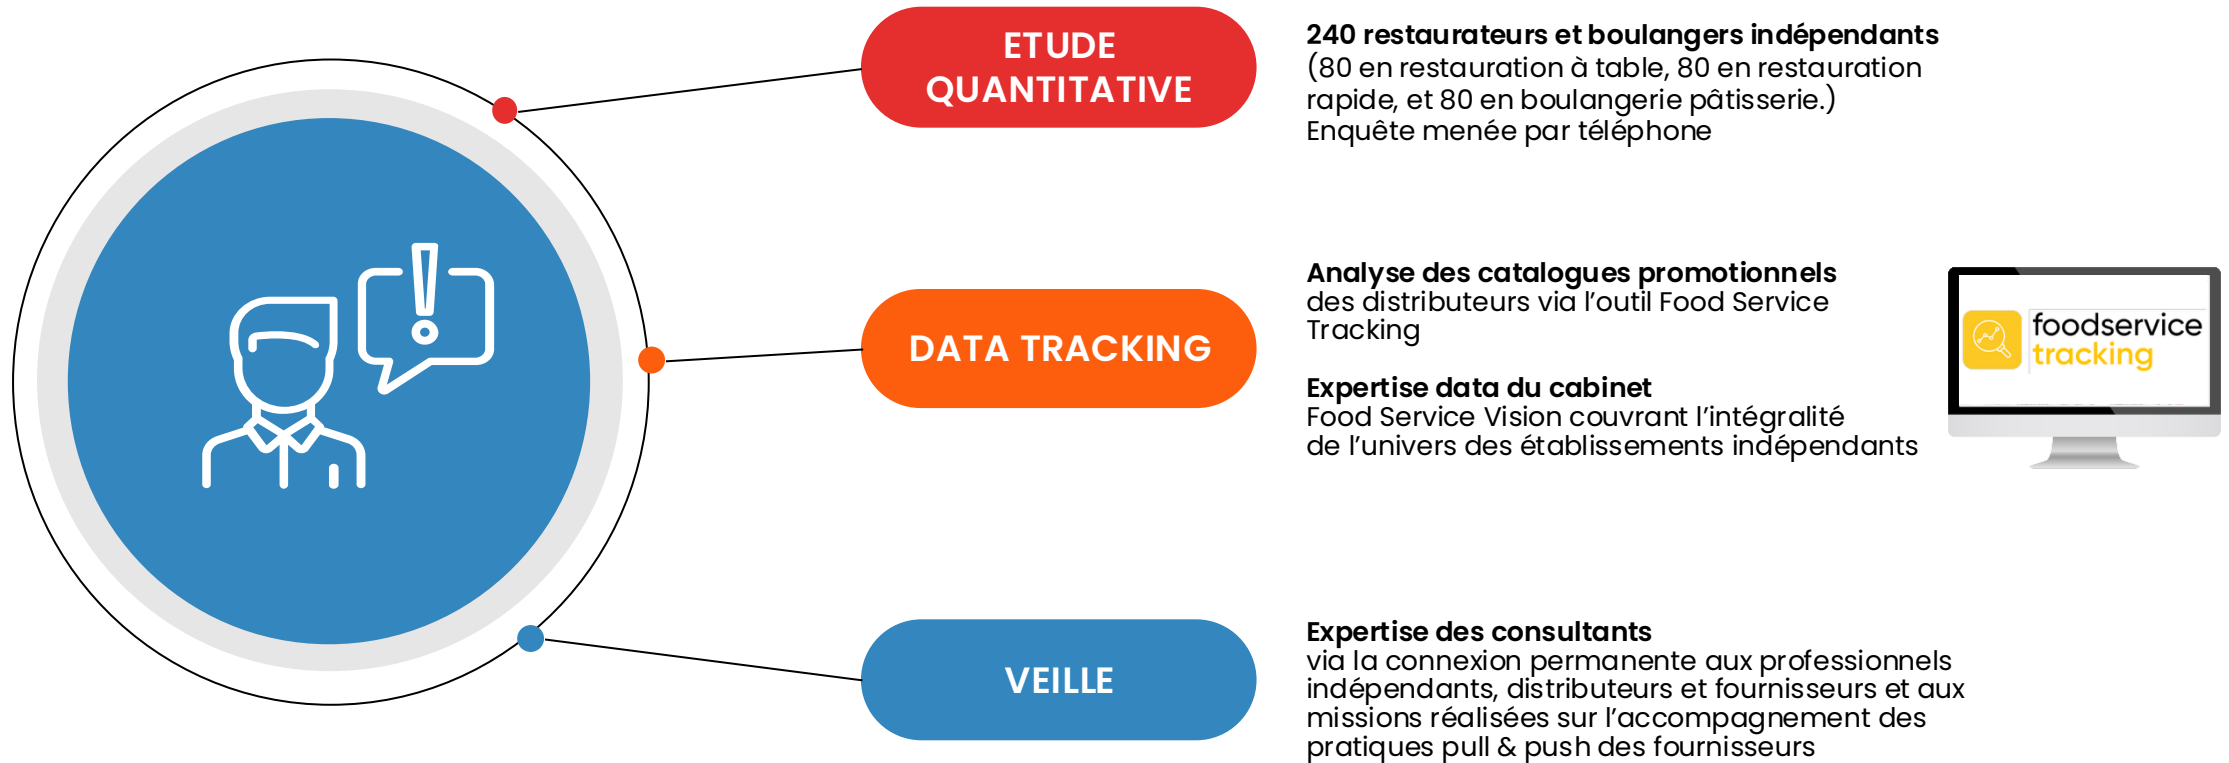 ETUDE
QUANTITATIVE
240 restaurateurs et boulangers indépendants
(80 en restauration à table, 80 en restauration
rapide, et 80 en boulangerie pâtisserie.)
Enquête menée par téléphone
DATA TRACKING
Analyse des catalogues promotionnels
des distributeurs via l’outil Food Service
Tracking
Expertise data du cabinet
Food Service Vision couvrant l’intégralité
de l’univers des établissements indépendants
foodservice
tracking
VEILLE
Expertise des consultants
via la connexion permanente aux professionnels
indépendants, distributeurs et fournisseurs et aux
missions réalisées sur l’accompagnement des
pratiques pull & push des fournisseurs